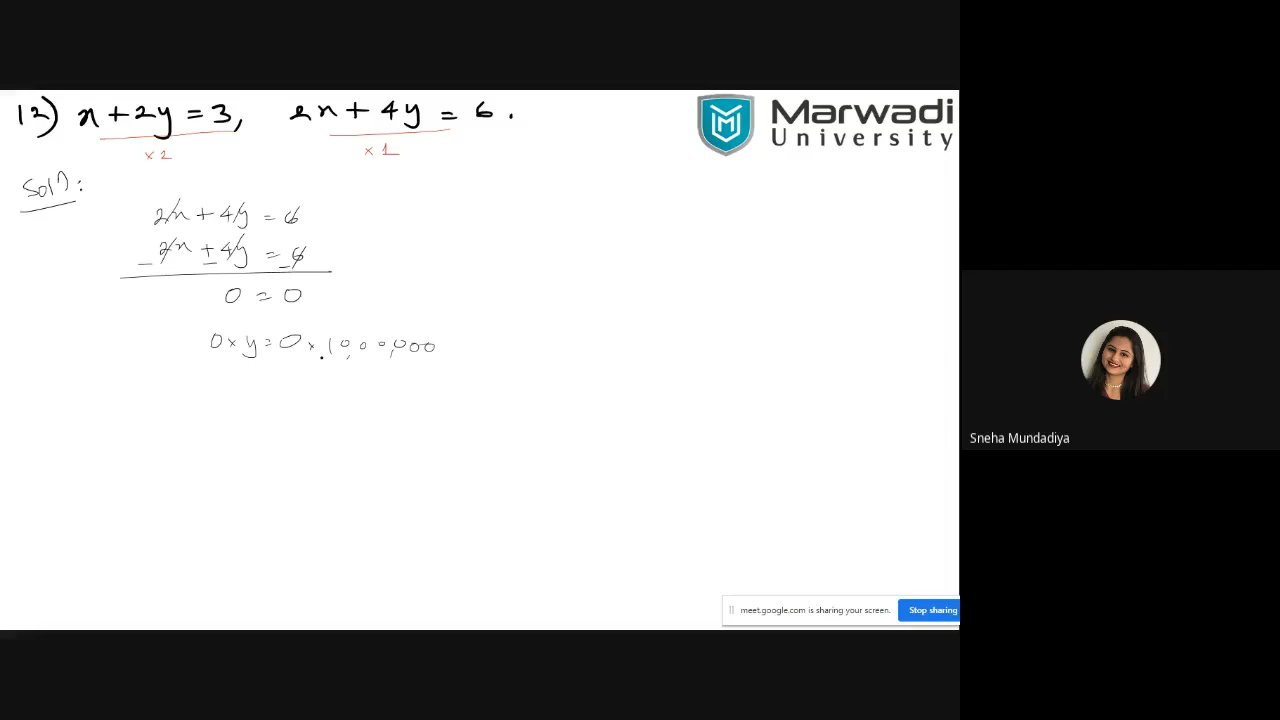 12) x + 2y = 3, 2x + 4y = 6.
× 2 × 1
Marwadi
University
Solⁿ:
2x + 4y = 6
2x + 4y = 6
− − −
0 = 0
0 × y = 0 × 10,00,000
Sneha Mundadiya
meet.google.com is sharing your screen. Stop sharing